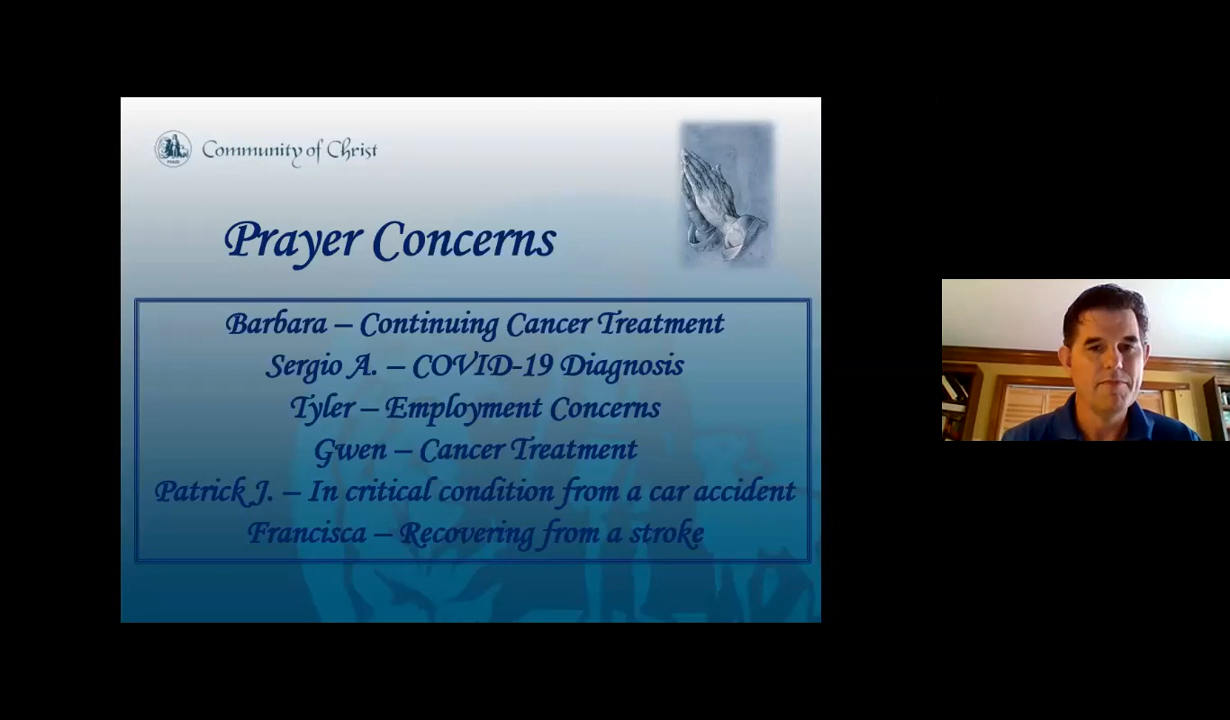 Community of Christ
Prayer Concerns
Barbara – Continuing Cancer Treatment
Sergio A. – COVID-19 Diagnosis
Tyler – Employment Concerns
Gwen – Cancer Treatment
Patrick J. – In critical condition from a car accident
Francisca – Recovering from a stroke